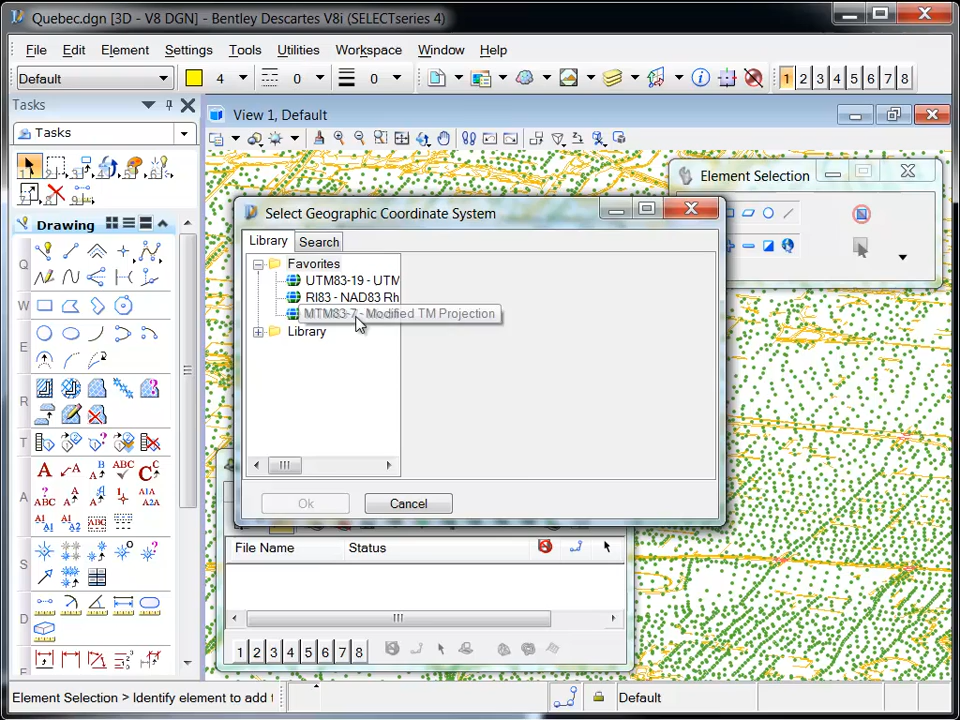 Quebec.dgn [3D - V8 DGN] - Bentley Descartes V8i (SELECTseries 4)
File Edit Element Settings Tools Utilities Workspace Window Help
Default 4 0 0 1 2 3 4 5 6 7 8
Tasks
View 1, Default
Tasks
Element Selection
Select Geographic Coordinate System
Drawing
Library Search
Favorites
UTM83-19 - UTM
RI83 - NAD83 Rh
MTM83-7 - Modified TM Projection
Library
Q
W
E
R
T
A
S
D
F
Ok Cancel
File Name Status
1 2 3 4 5 6 7 8
Element Selection > Identify element to add t
Default